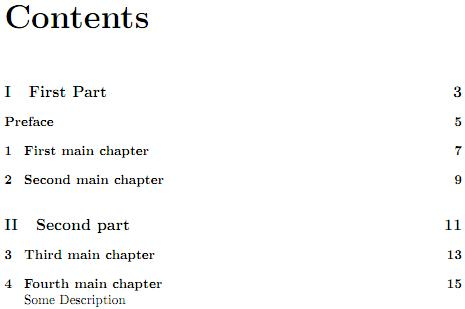 Contents
I First Part 3
Preface 5
1 First main chapter 7
2 Second main chapter 9
II Second part 11
3 Third main chapter 13
4 Fourth main chapter 15
Some Description